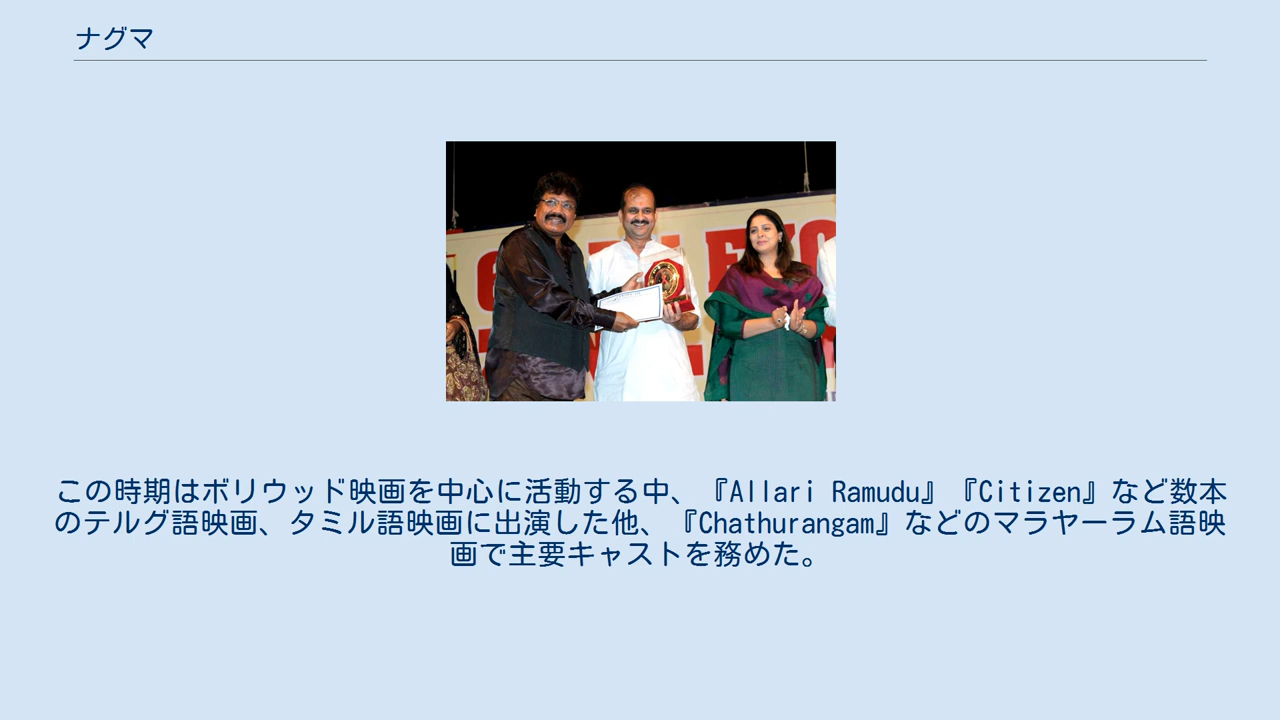 ナグマ
この時期はボリウッド映画を中心に活動する中、『Allari Ramudu』『Citizen』など数本
のテルグ語映画、タミル語映画に出演した他、『Chathurangam』などのマラヤーラム語映
画で主要キャストを務めた。